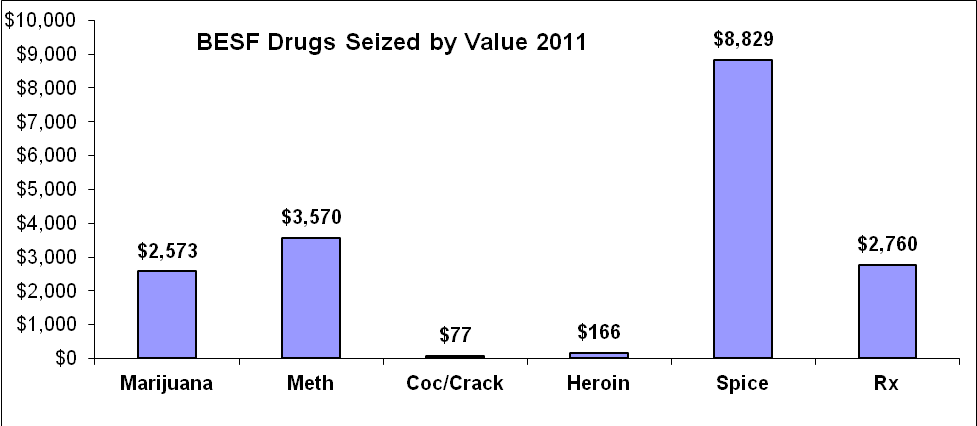 BESF Drugs Seized by Value 2011
$10,000
$9,000
$8,000
$7,000
$6,000
$5,000
$4,000
$3,000
$2,000
$1,000
$0
$2,573
$3,570
$77
$166
$8,829
$2,760
Marijuana
Meth
Coc/Crack
Heroin
Spice
Rx